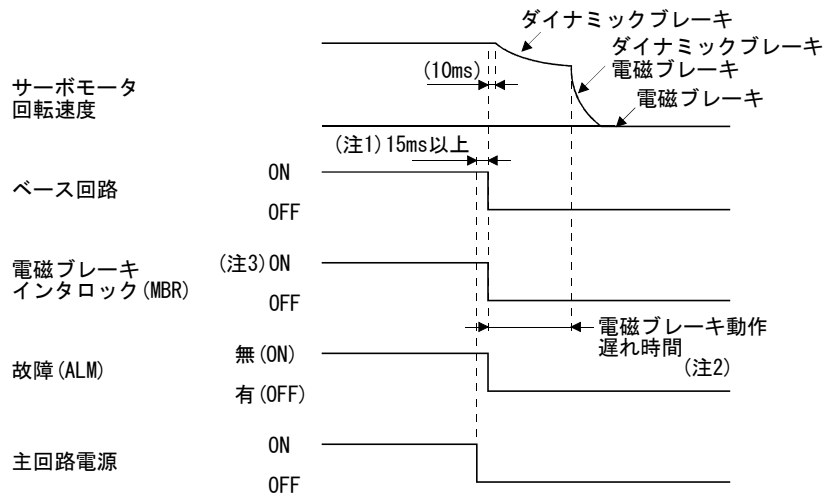 ダイナミックブレーキ
ダイナミックブレーキ
電磁ブレーキ
電磁ブレーキ
サーボモータ
回転速度
(10ms)
(注1)15ms以上
ベース回路
ON
OFF
電磁ブレーキ
インタロック(MBR)
(注3)ON
OFF
電磁ブレーキ動作
遅れ時間
(注2)
故障(ALM)
無(ON)
有(OFF)
主回路電源
ON
OFF